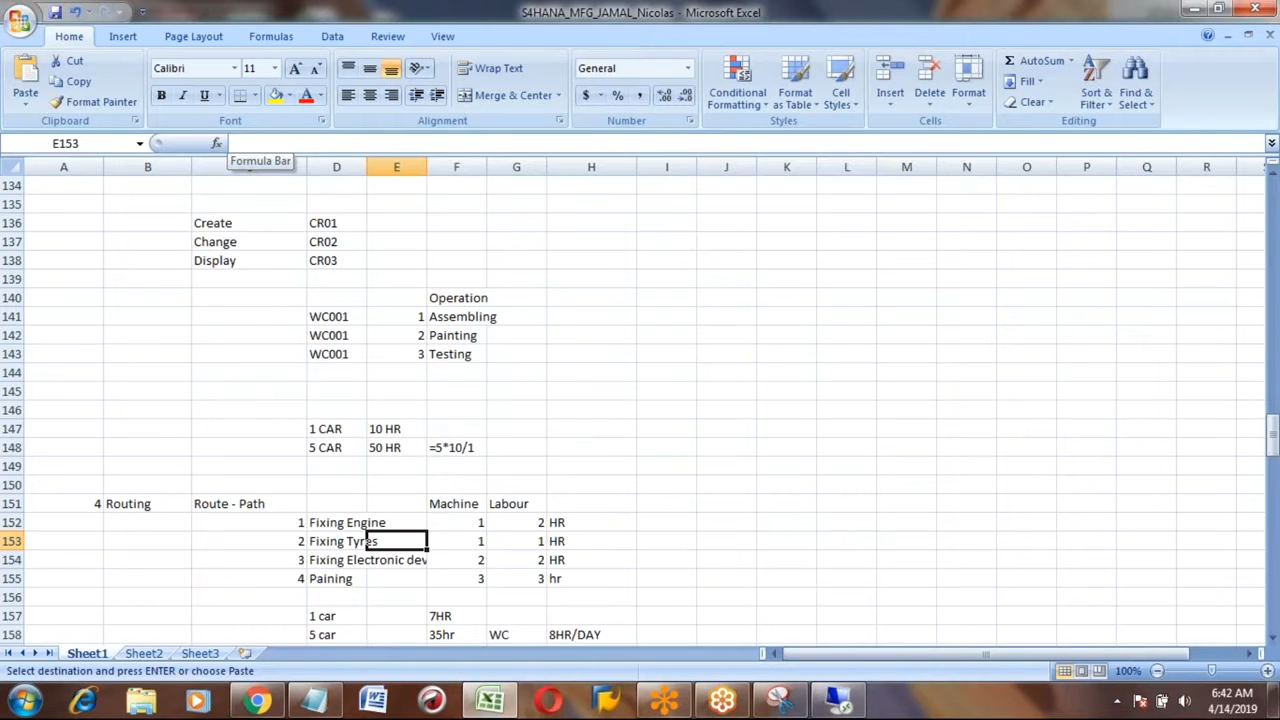 S4HANA_MFG_JAMAL_Nicolas - Microsoft Excel
Home Insert Page Layout Formulas Data Review View
Paste Cut Copy Format Painter Clipboard
Calibri 11 B I U Font
Wrap Text Merge & Center Alignment
General $ % , Number
Conditional Formatting Format as Table Cell Styles Styles
Insert Delete Format Cells
AutoSum Fill Clear Sort & Filter Find & Select Editing
E153 fx
Formula Bar
A B D E F G H I J K L M N O P Q R
134
135
136 Create CR01
137 Change CR02
138 Display CR03
139
140 Operation
141 WC001 1 Assembling
142 WC001 2 Painting
143 WC001 3 Testing
144
145
146
147 1 CAR 10 HR
148 5 CAR 50 HR =5*10/1
149
150
151 4 Routing Route - Path Machine Labour
152 1 Fixing Engine 1 2 HR
153 2 Fixing Tyres 1 1 HR
154 3 Fixing Electronic dev 2 2 HR
155 4 Paining 3 3 hr
156
157 1 car 7HR
158 5 car 35hr WC 8HR/DAY
Sheet1 Sheet2 Sheet3
Select destination and press ENTER or choose Paste 100%
6:42 AM
4/14/2019